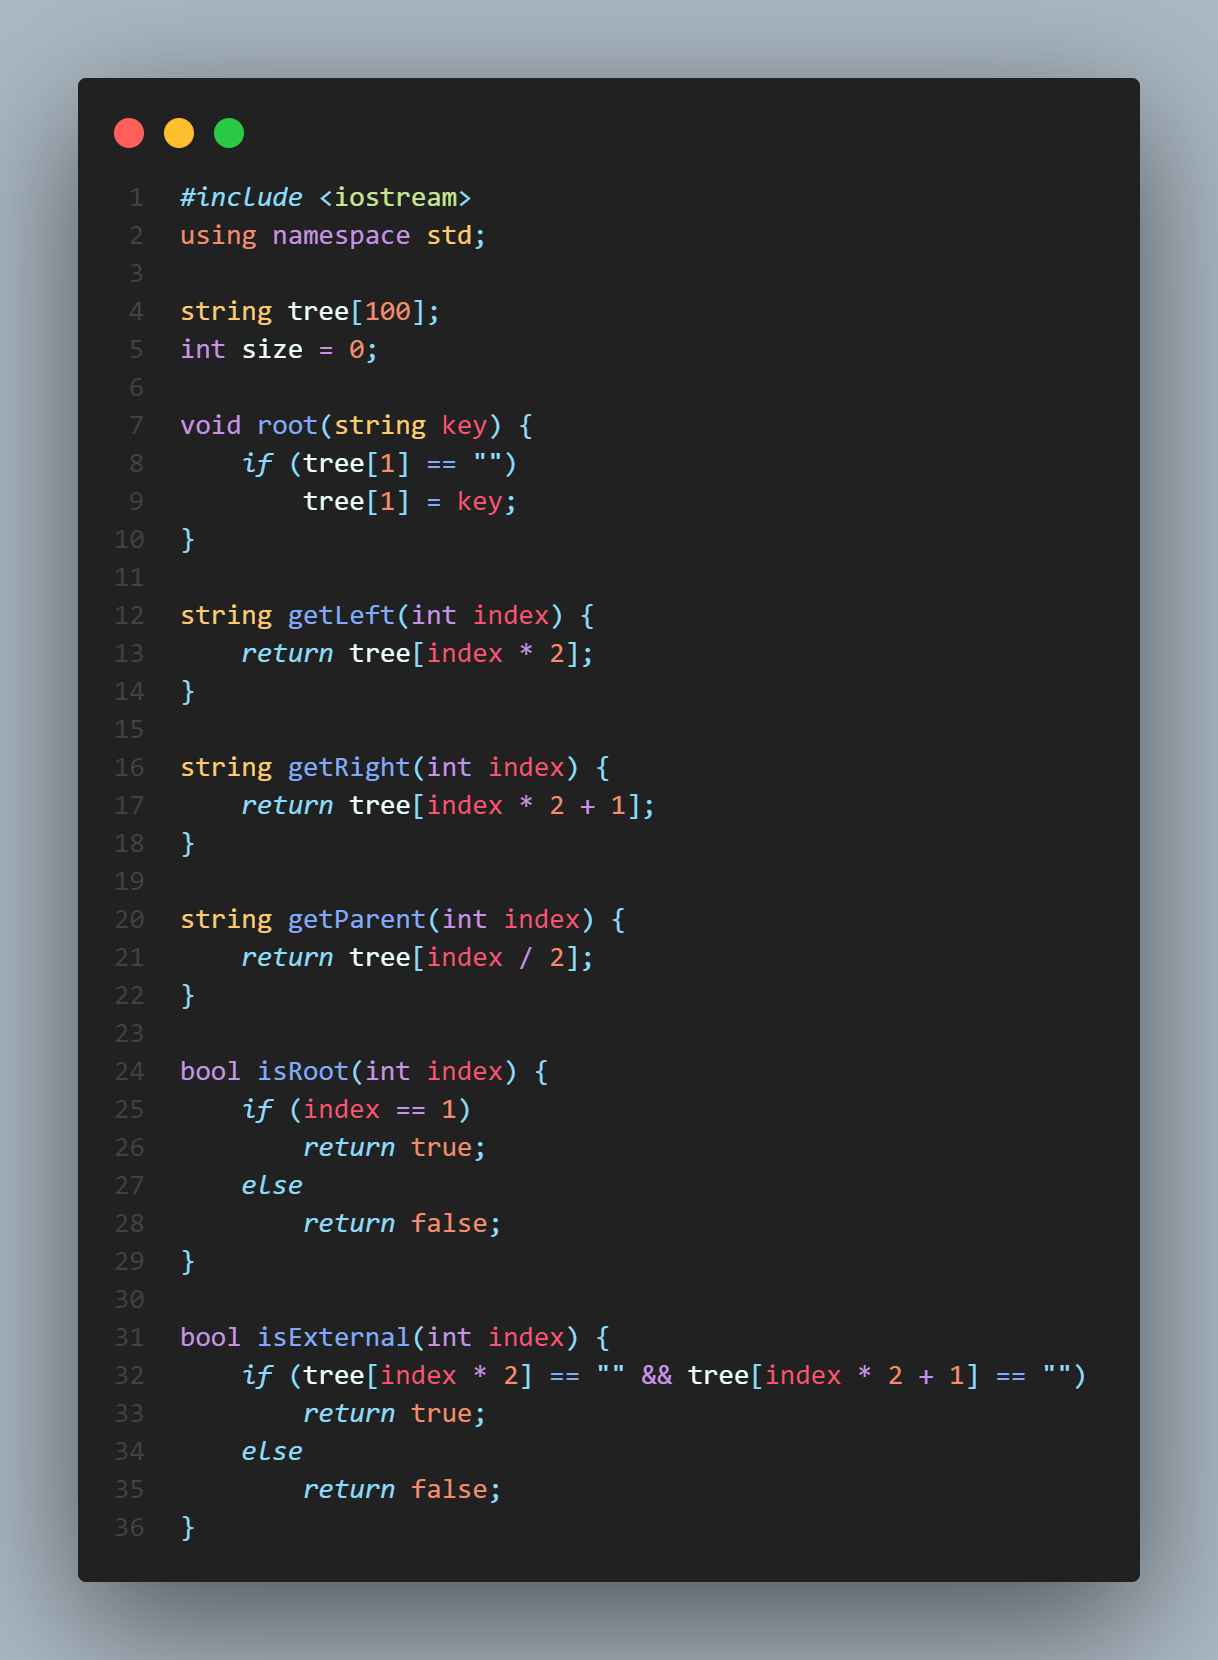 1 #include <iostream>
2 using namespace std;
3
4 string tree[100];
5 int size = 0;
6
7 void root(string key) {
8     if (tree[1] == "")
9         tree[1] = key;
10 }
11
12 string getLeft(int index) {
13     return tree[index * 2];
14 }
15
16 string getRight(int index) {
17     return tree[index * 2 + 1];
18 }
19
20 string getParent(int index) {
21     return tree[index / 2];
22 }
23
24 bool isRoot(int index) {
25     if (index == 1)
26         return true;
27     else
28         return false;
29 }
30
31 bool isExternal(int index) {
32     if (tree[index * 2] == "" && tree[index * 2 + 1] == "")
33         return true;
34     else
35         return false;
36 }